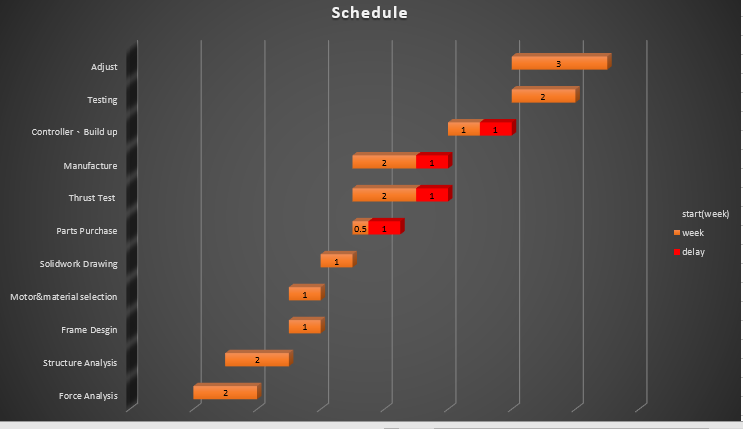 Schedule
Adjust
3
Testing
2
Controller、Build up
1
1
Manufacture
2
1
Thrust Test
2
1
Parts Purchase
0.5
1
Solidwork Drawing
1
Motor&material selection
1
Frame Desgin
1
Structure Analysis
2
Force Analysis
2
start(week)
week
delay